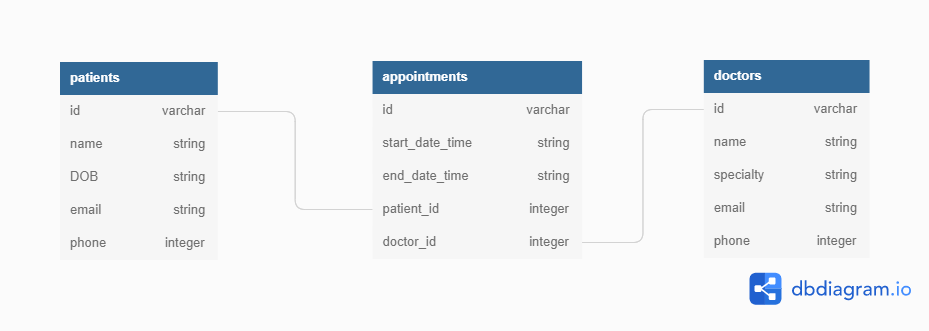 patients
id varchar
name string
DOB string
email string
phone integer
appointments
id varchar
start_date_time string
end_date_time string
patient_id integer
doctor_id integer
doctors
id varchar
name string
specialty string
email string
phone integer
dbdiagram.io